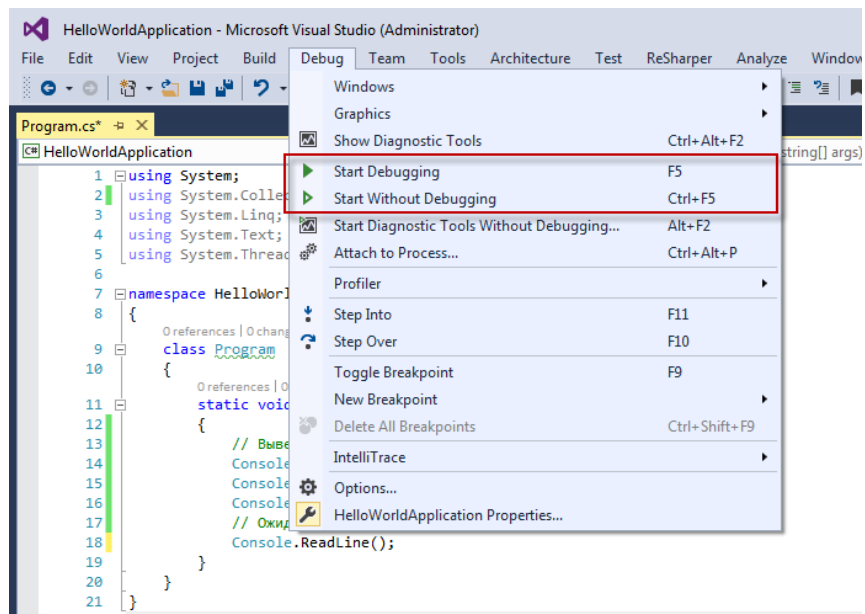 HelloWorldApplication - Microsoft Visual Studio (Administrator)
File Edit View Project Build Debug Team Tools Architecture Test ReSharper Analyze Window
Program.cs*
C# HelloWorldApplication
string[] args)
Windows
Graphics
Show Diagnostic Tools Ctrl+Alt+F2
Start Debugging F5
Start Without Debugging Ctrl+F5
Start Diagnostic Tools Without Debugging... Alt+F2
Attach to Process... Ctrl+Alt+P
Profiler
Step Into F11
Step Over F10
Toggle Breakpoint F9
New Breakpoint
Delete All Breakpoints Ctrl+Shift+F9
IntelliTrace
Options...
HelloWorldApplication Properties...
1 using System;
2 using System.Collec
3 using System.Linq;
4 using System.Text;
5 using System.Thread
6
7 namespace HelloWorl
8 {
0 references | 0 chang
9 class Program
10 {
0 references | 0
11 static void
12 {
13 // Выве
14 Console
15 Console
16 Console
17 // Ожид
18 Console.ReadLine();
19 }
20 }
21 }